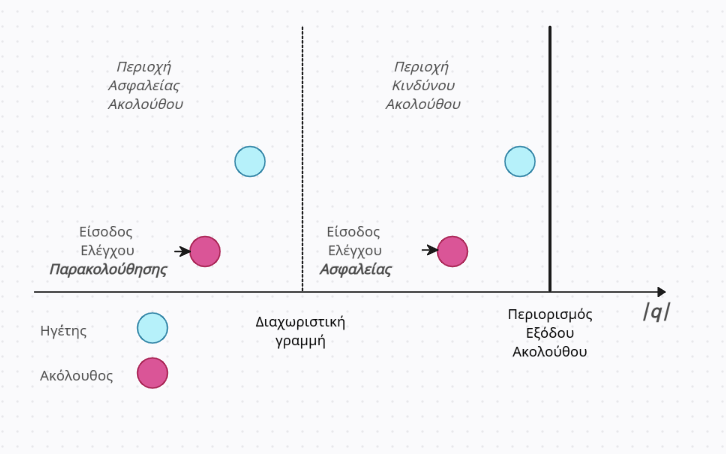 Περιοχή
Ασφαλείας
Ακολούθου
Περιοχή
Κινδύνου
Ακολούθου
Είσοδος
Ελέγχου
Παρακολούθησης
Είσοδος
Ελέγχου
Ασφαλείας
|q|
Διαχωριστική
γραμμή
Περιορισμός
Εξόδου
Ακολούθου
Ηγέτης
Ακόλουθος